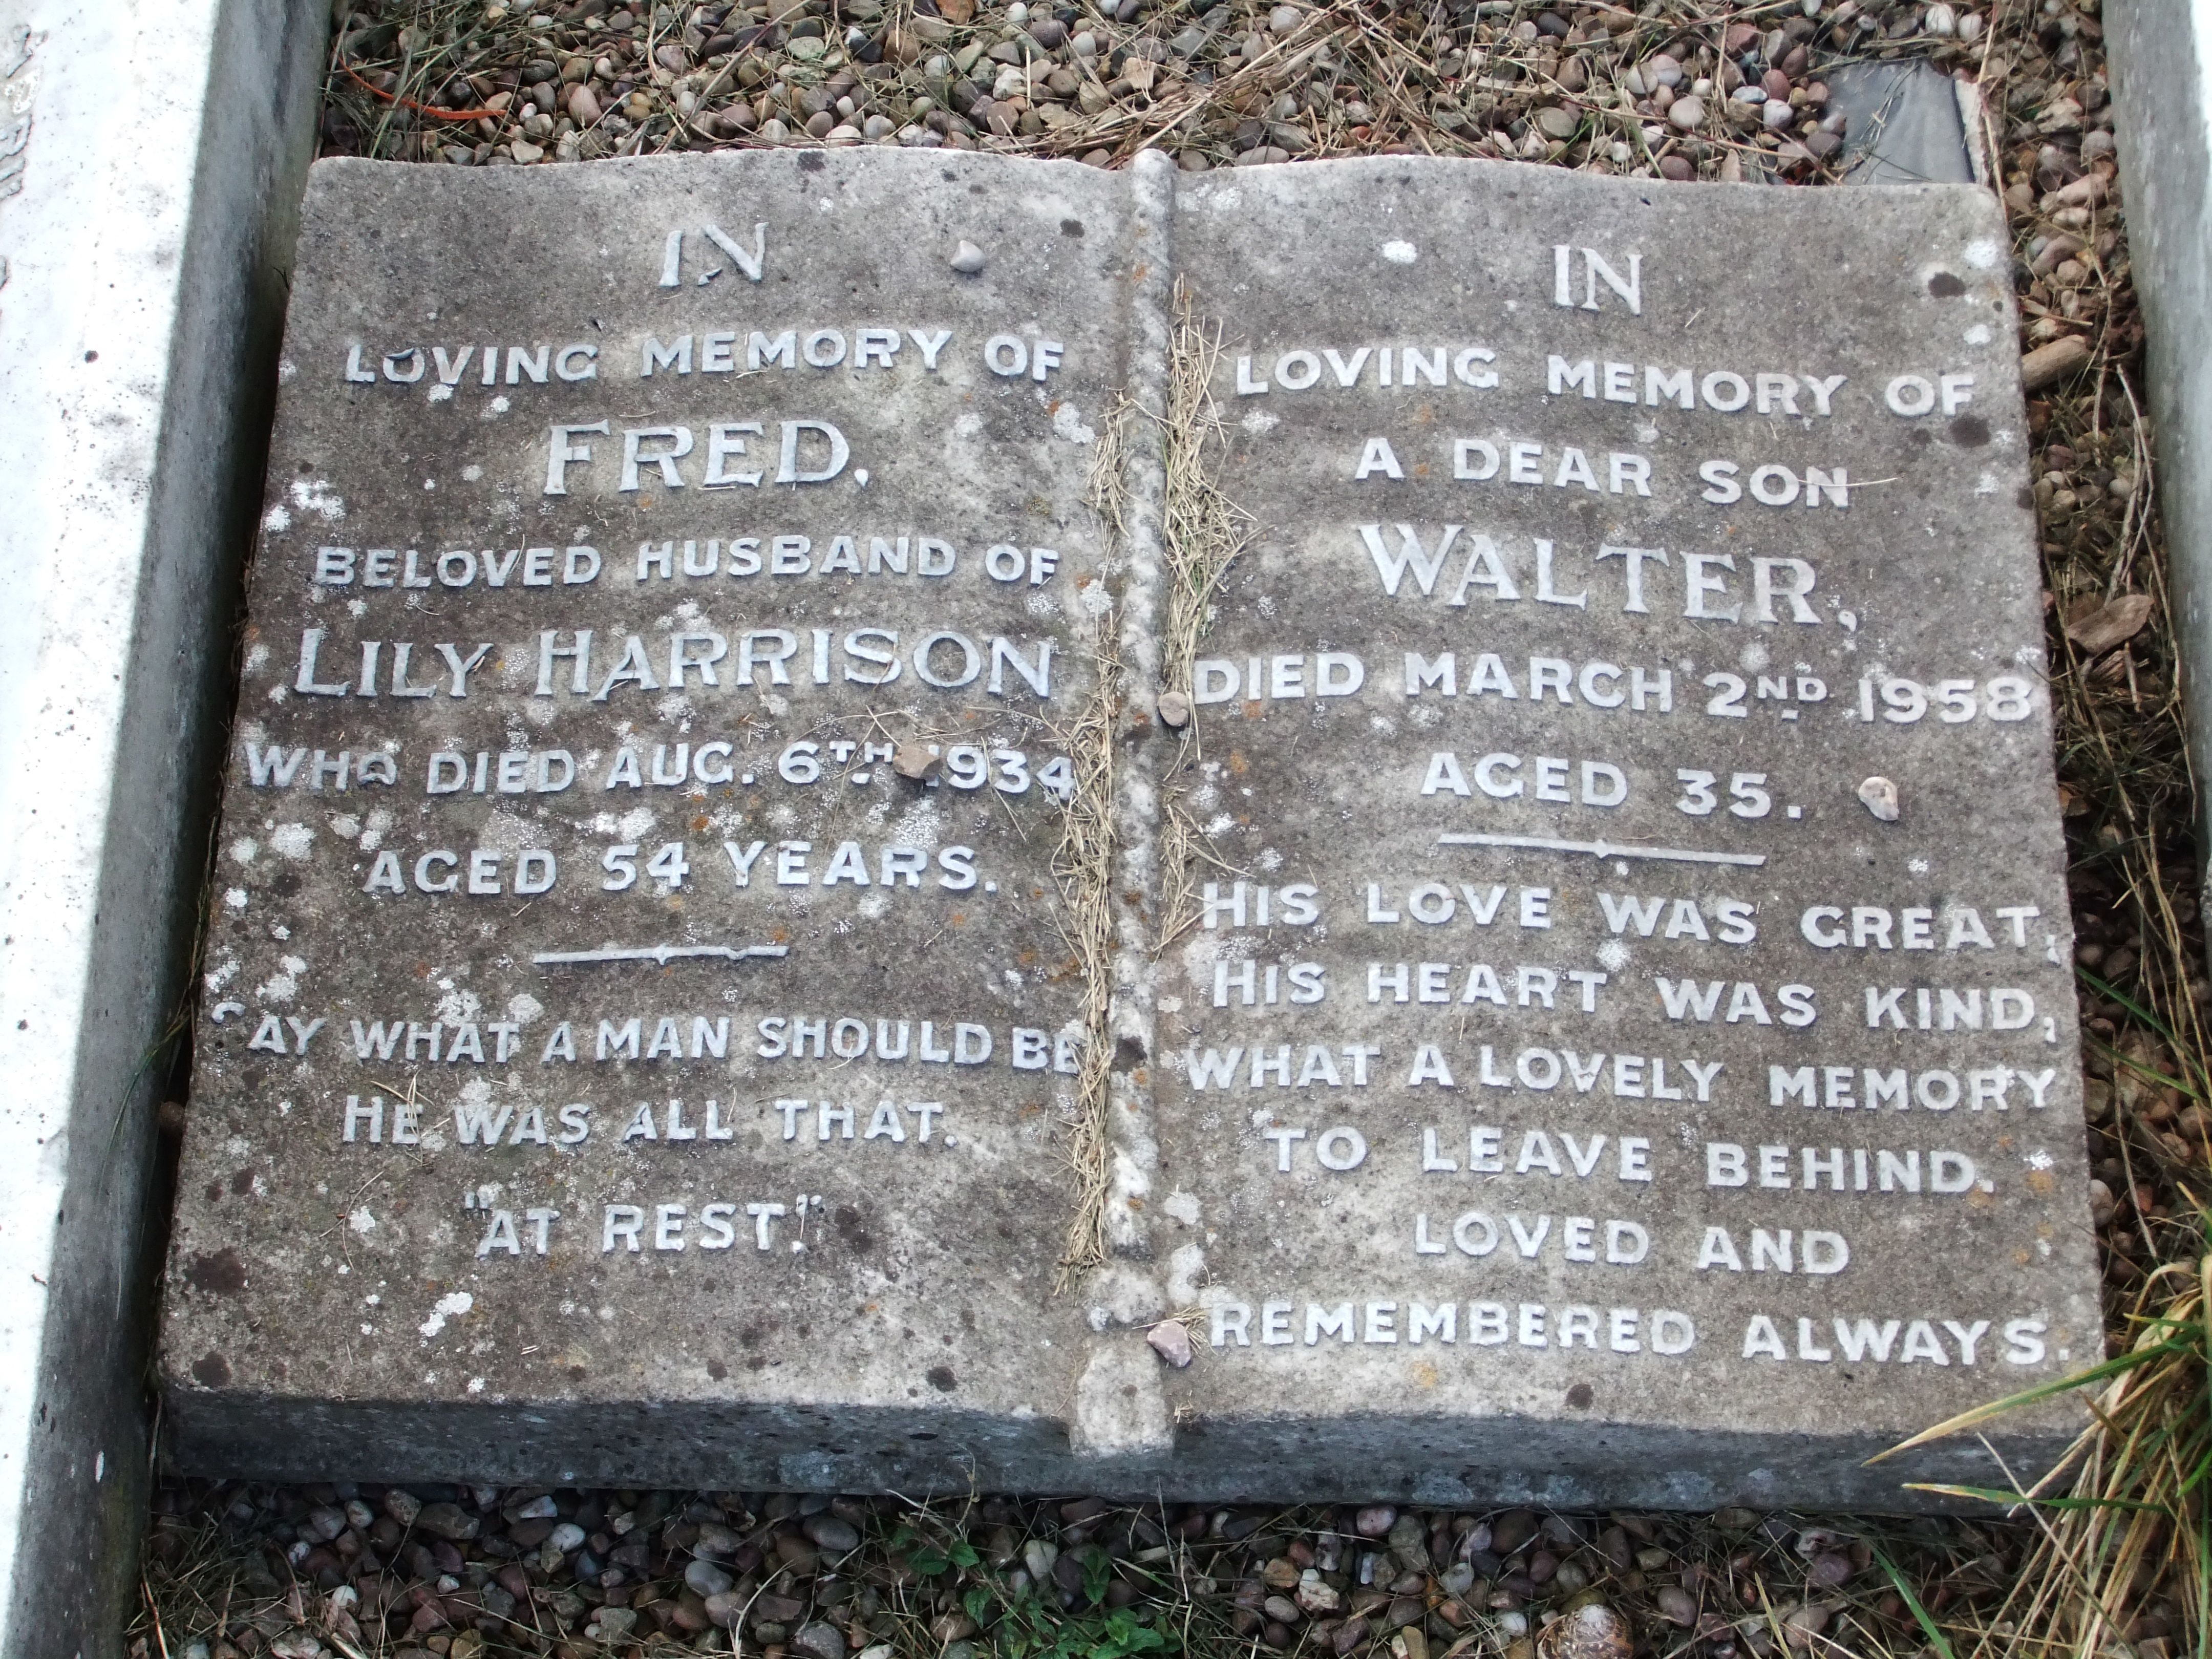 IN
LOVING MEMORY OF
FRED.
BELOVED HUSBAND OF
LILY HARRISON
WHO DIED AUG. 6TH 1934
AGED 54 YEARS.
SAY WHAT A MAN SHOULD BE
HE WAS ALL THAT.
"AT REST."
IN
LOVING MEMORY OF
A DEAR SON
WALTER,
DIED MARCH 2ND 1958
AGED 35.
HIS LOVE WAS GREAT,
HIS HEART WAS KIND,
WHAT A LOVELY MEMORY
TO LEAVE BEHIND.
LOVED AND
REMEMBERED ALWAYS.